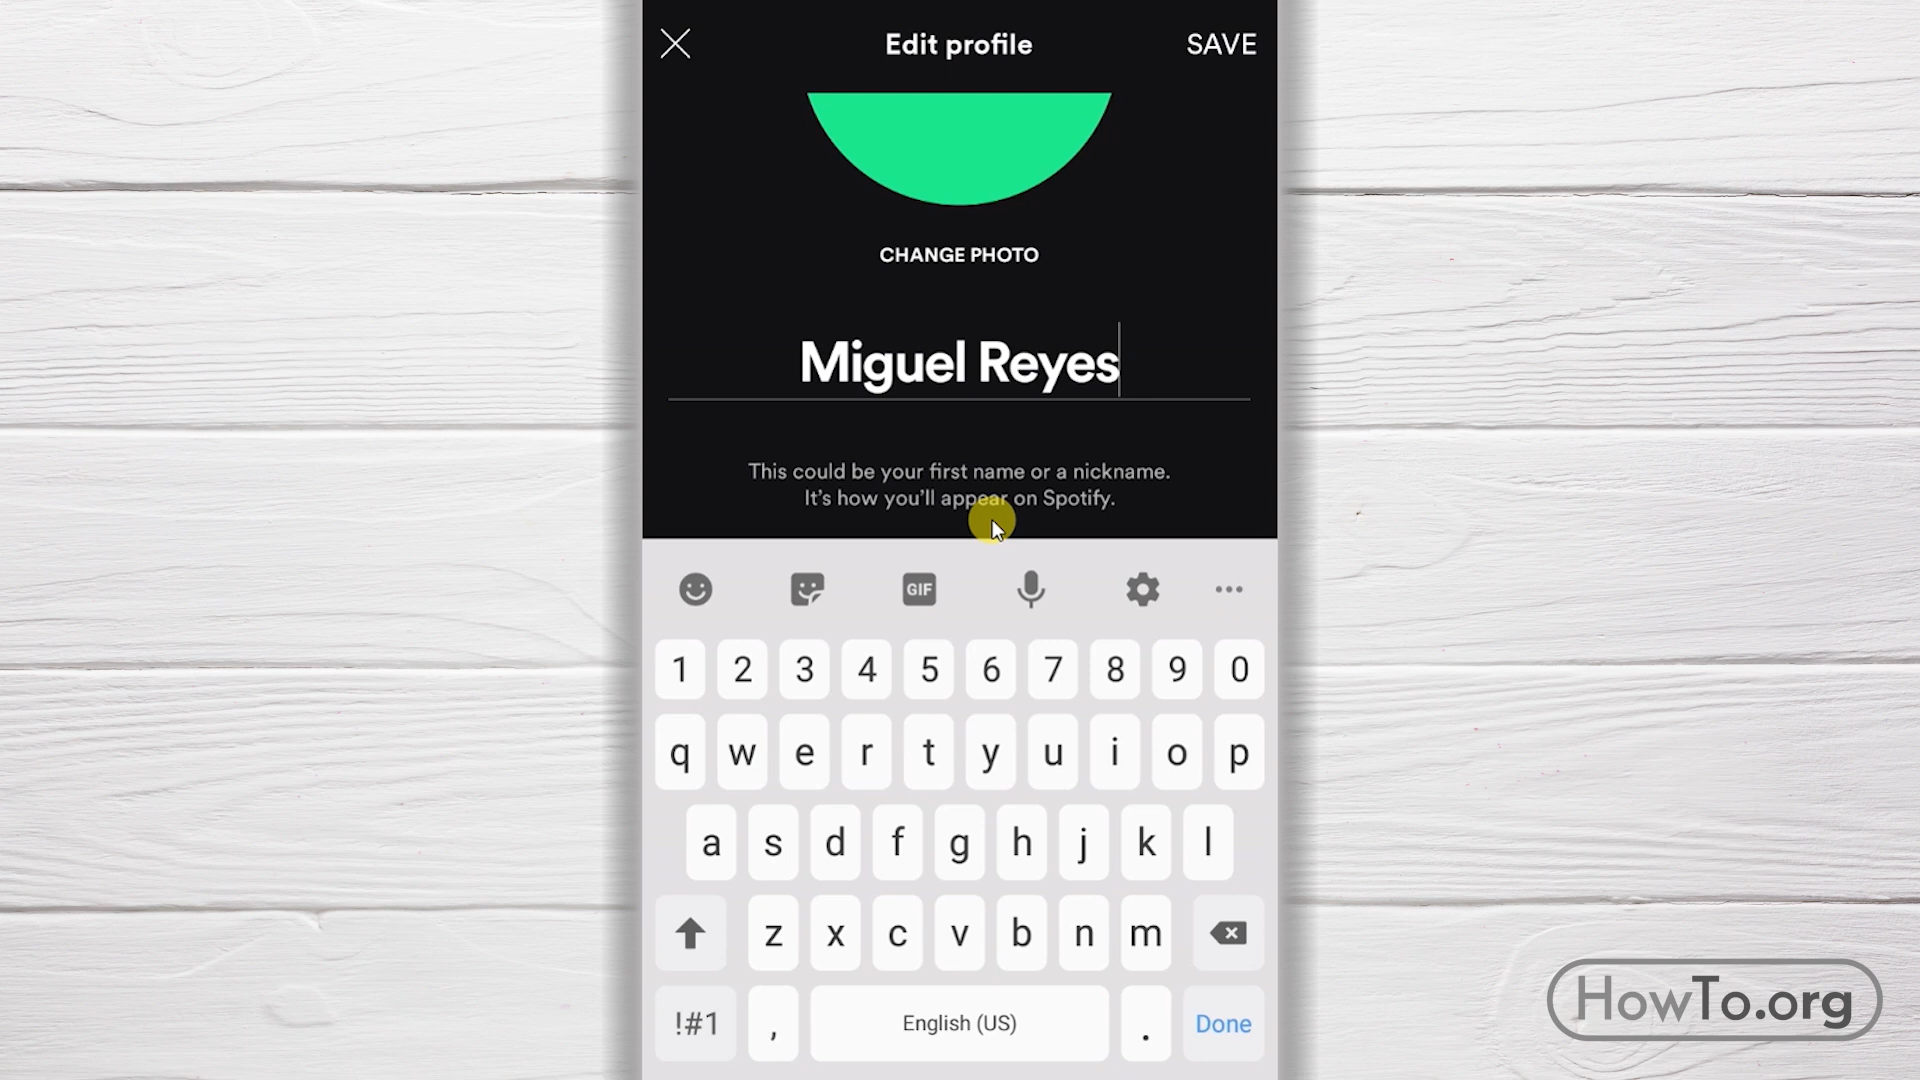 Edit profile
SAVE
CHANGE PHOTO
Miguel Reyes
This could be your first name or a nickname.
It's how you'll appear on Spotify.
GIF
1 2 3 4 5 6 7 8 9 0
q w e r t y u i o p
a s d f g h j k l
z x c v b n m
!#1 , English (US) . Done
HowTo.org